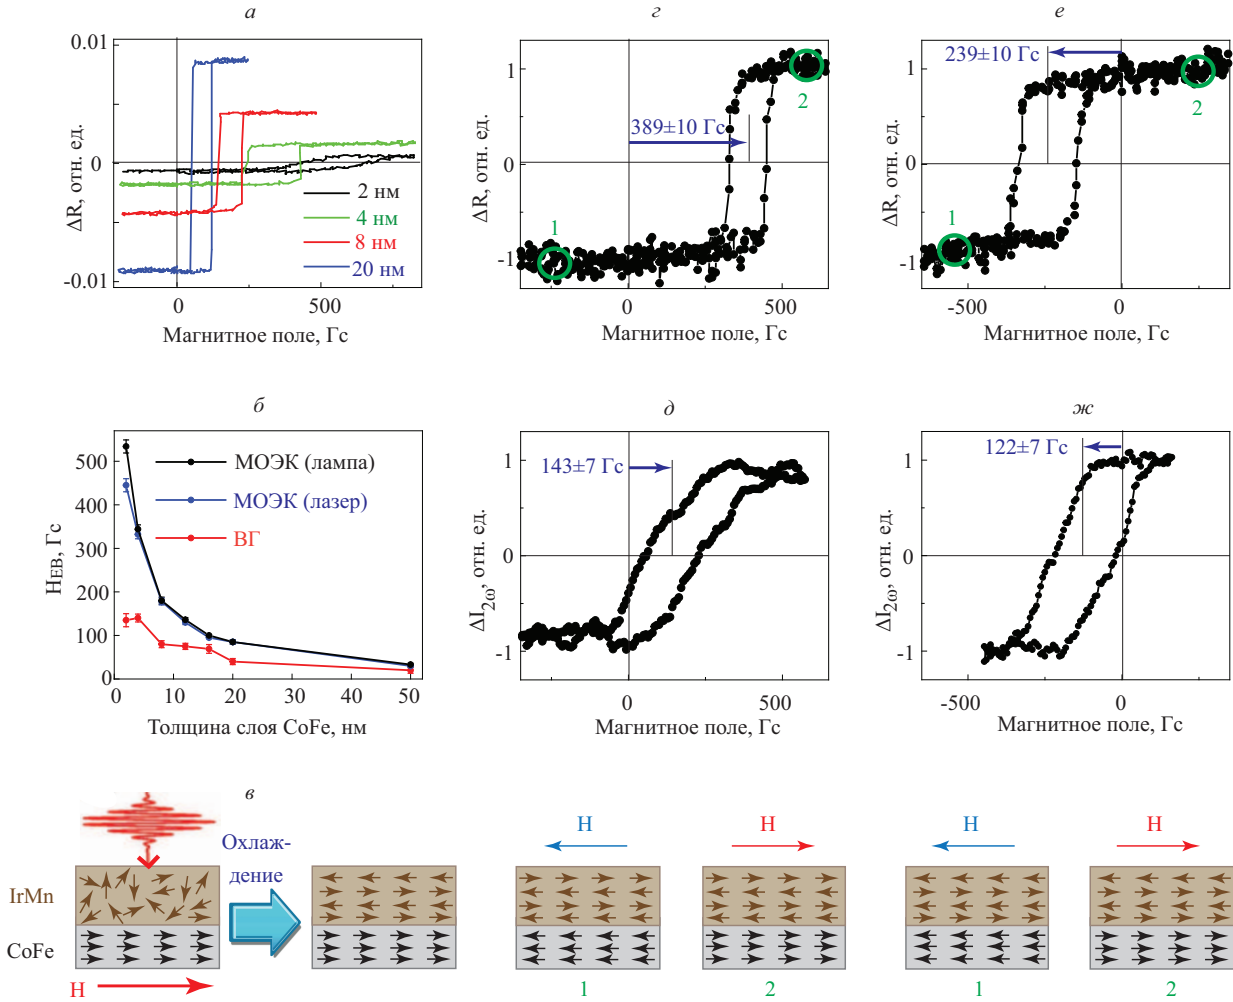 а
0.01
0
-0.01
ΔR, отн. ед.
2 нм
4 нм
8 нм
20 нм
0
500
Магнитное поле, Гс
г
1
0
-1
ΔR, отн. ед.
389±10 Гс
1
2
0
500
Магнитное поле, Гс
е
1
0
-1
ΔR, отн. ед.
239±10 Гс
1
2
-500
0
Магнитное поле, Гс
б
500
400
300
200
100
0
HEB, Гс
МОЭК (лампа)
МОЭК (лазер)
ВГ
0
10
20
30
40
50
Толщина слоя CoFe, нм
д
1
0
-1
ΔI2ω, отн. ед.
143±7 Гс
0
500
Магнитное поле, Гс
ж
1
0
-1
ΔI2ω, отн. ед.
122±7 Гс
-500
0
Магнитное поле, Гс
в
Охлаж-
дение
IrMn
CoFe
H
H
H
1
2
H
H
1
2